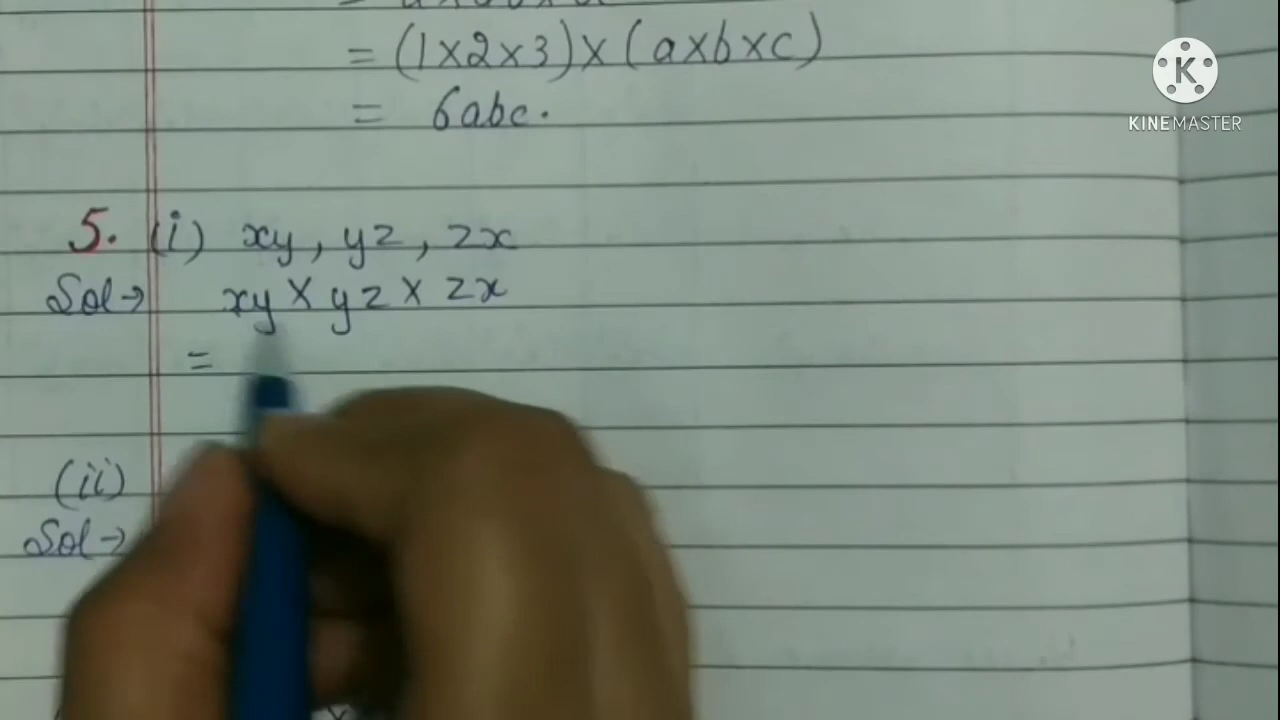 = (1×2×3)×(a×b×c)
K
KINEMASTER
= 6abc.
5. (i) xy, yz, zx
Sol→ xy × yz × zx
=
(ii)
Sol→